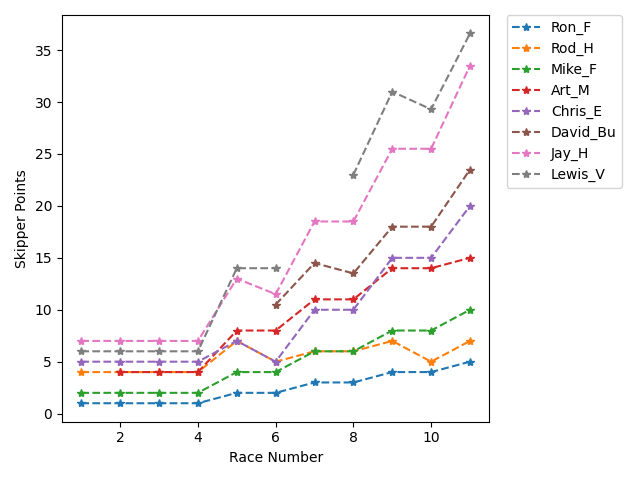 35
30
25
20
15
10
5
0
Skipper Points
2 4 6 8 10
Race Number
Ron_F
Rod_H
Mike_F
Art_M
Chris_E
David_Bu
Jay_H
Lewis_V